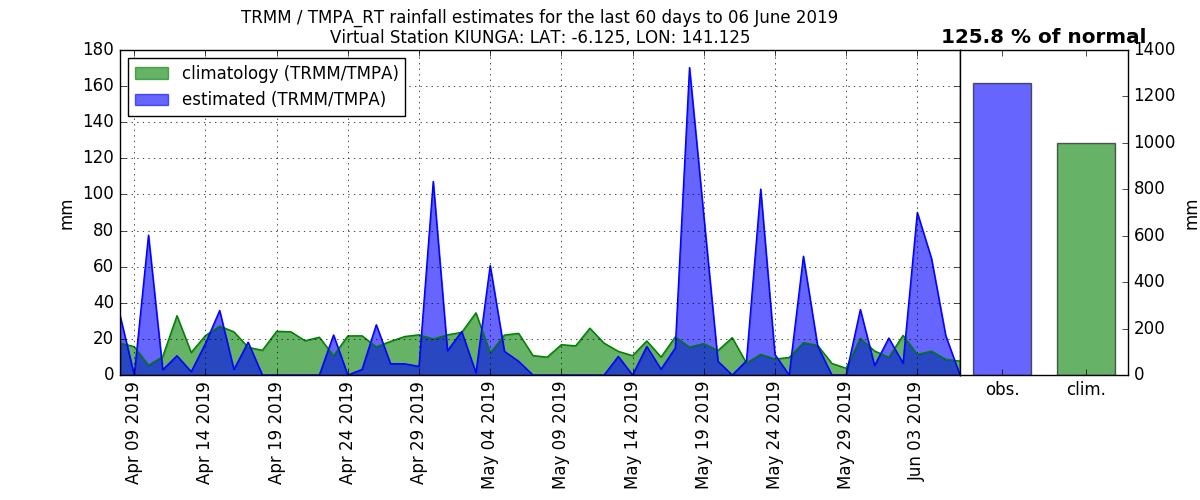 TRMM / TMPA_RT rainfall estimates for the last 60 days to 06 June 2019
Virtual Station KIUNGA: LAT: -6.125, LON: 141.125
125.8 % of normal
climatology (TRMM/TMPA)
estimated (TRMM/TMPA)
180
160
140
120
100
80
60
40
20
0
mm
Apr 09 2019
Apr 14 2019
Apr 19 2019
Apr 24 2019
Apr 29 2019
May 04 2019
May 09 2019
May 14 2019
May 19 2019
May 24 2019
May 29 2019
Jun 03 2019
obs.
clim.
1400
1200
1000
800
600
400
200
0
mm